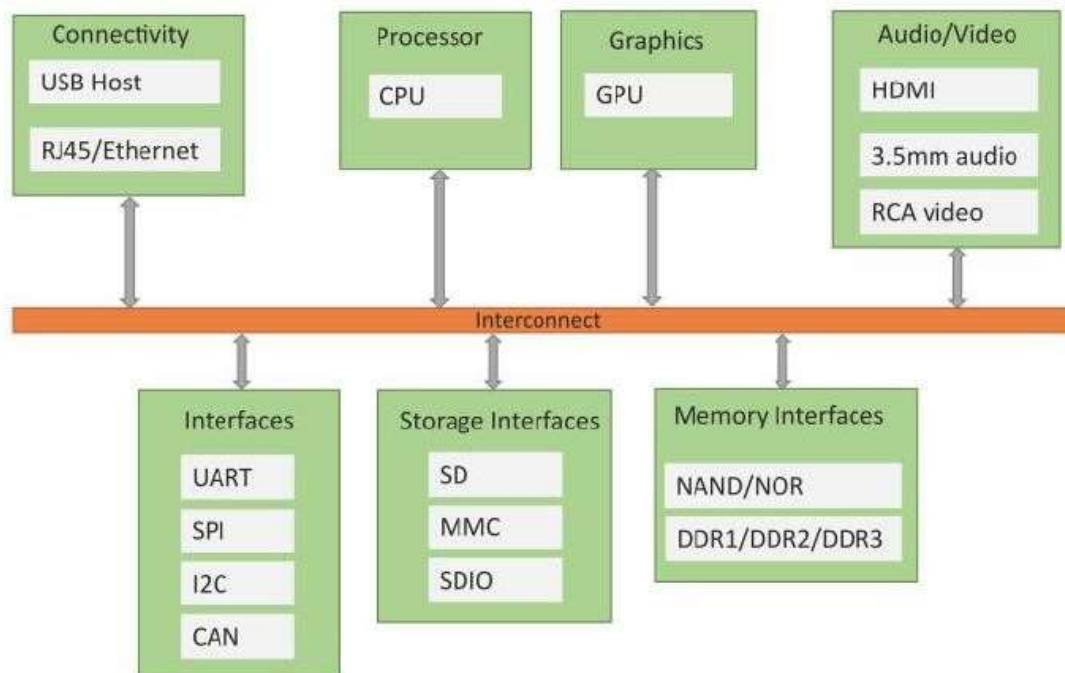 Connectivity
USB Host
RJ45/Ethernet
Processor
CPU
Graphics
GPU
Audio/Video
HDMI
3.5mm audio
RCA video
Interconnect
Interfaces
UART
SPI
I2C
CAN
Storage Interfaces
SD
MMC
SDIO
Memory Interfaces
NAND/NOR
DDR1/DDR2/DDR3